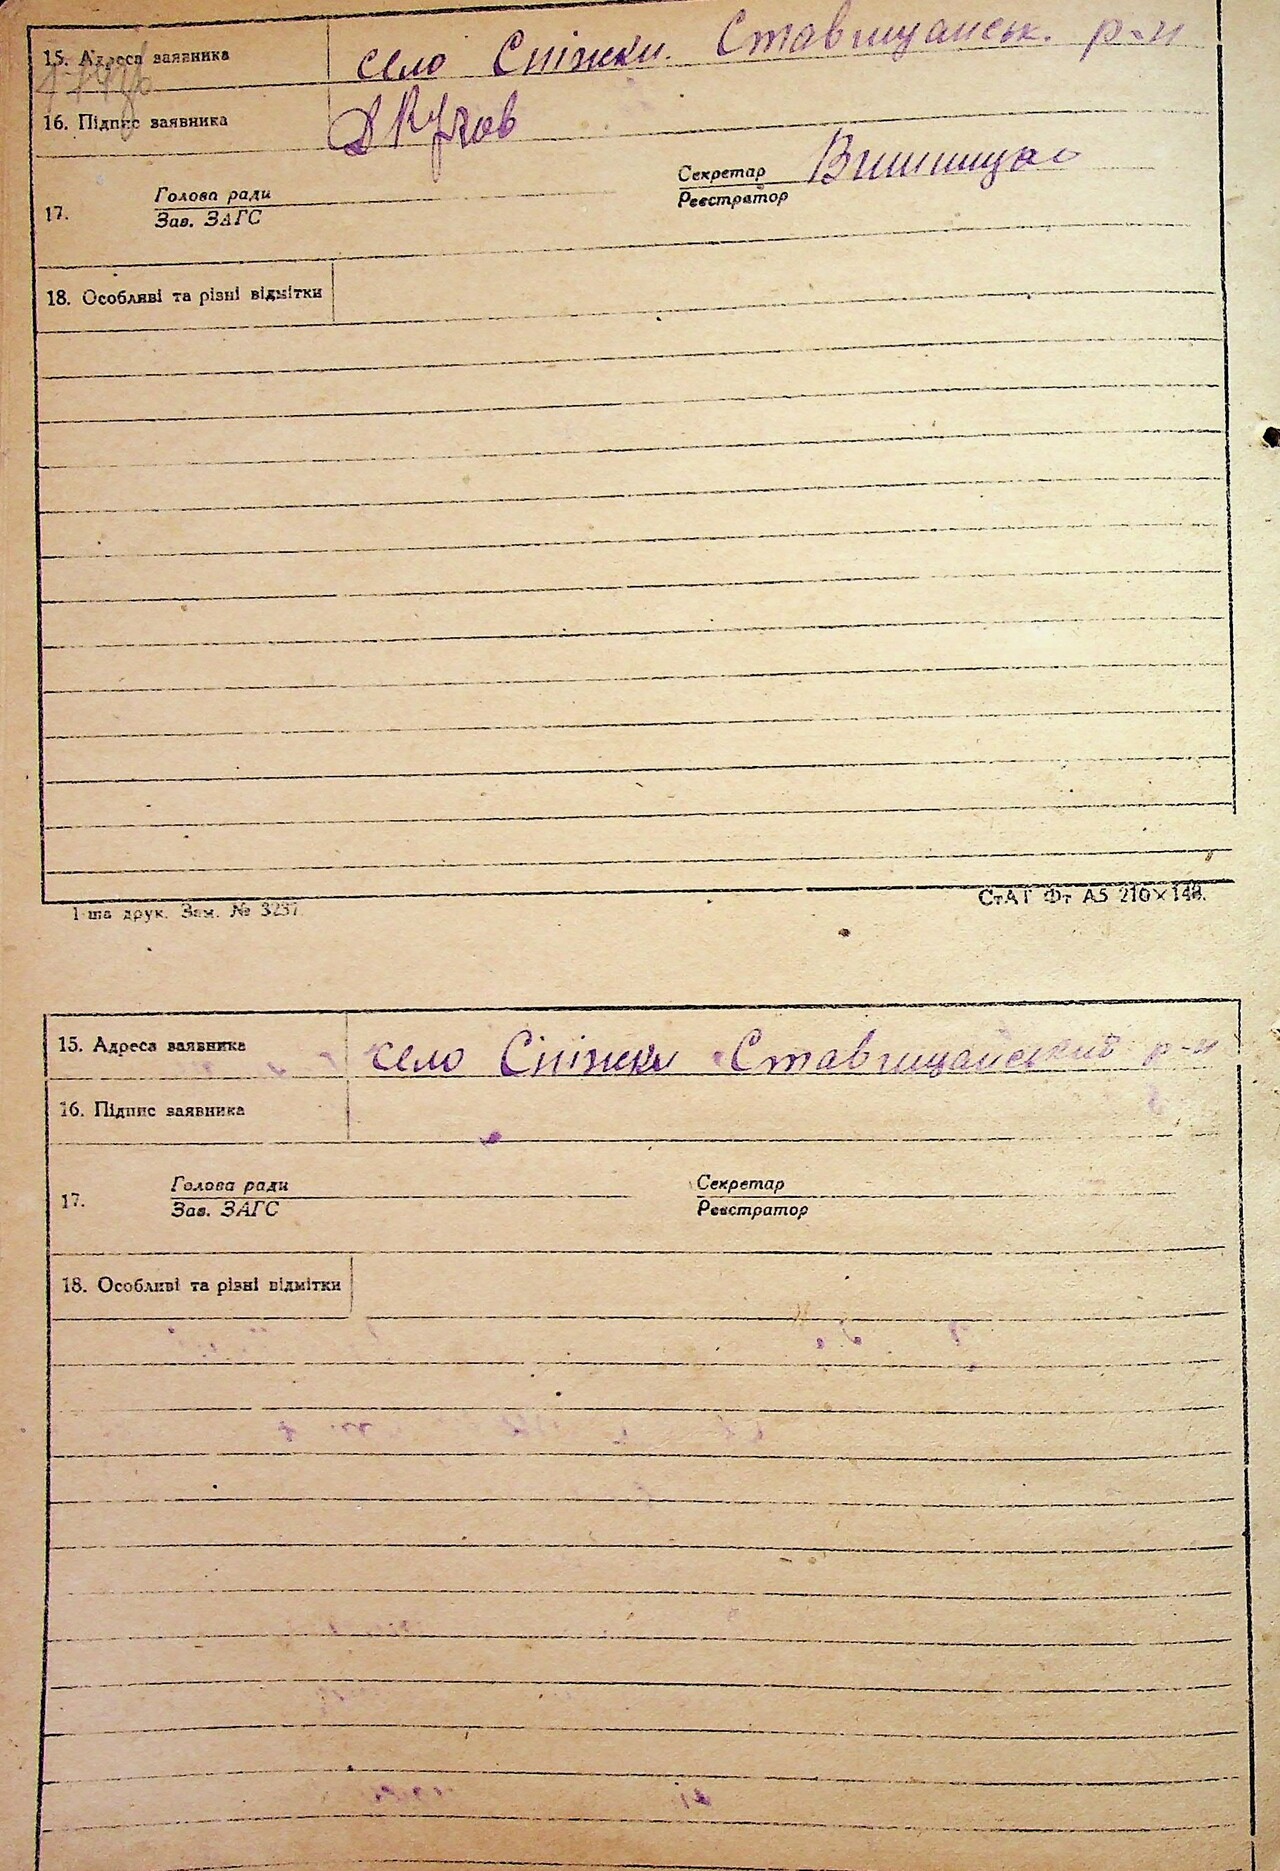 15. Адреса заявника село Сніжки. Ставищанськ. р-н
16. Підпис заявника
17. Голова ради Секретар
Зав. ЗАГС Реєстратор
18. Особливі та різні відмітки
1-ша друк. Зам. № 3237. СтАТ Фт А5 210×148.
15. Адреса заявника село Сніжки Ставищанський р-н
16. Підпис заявника
17. Голова ради Секретар
Зав. ЗАГС Реєстратор
18. Особливі та різні відмітки